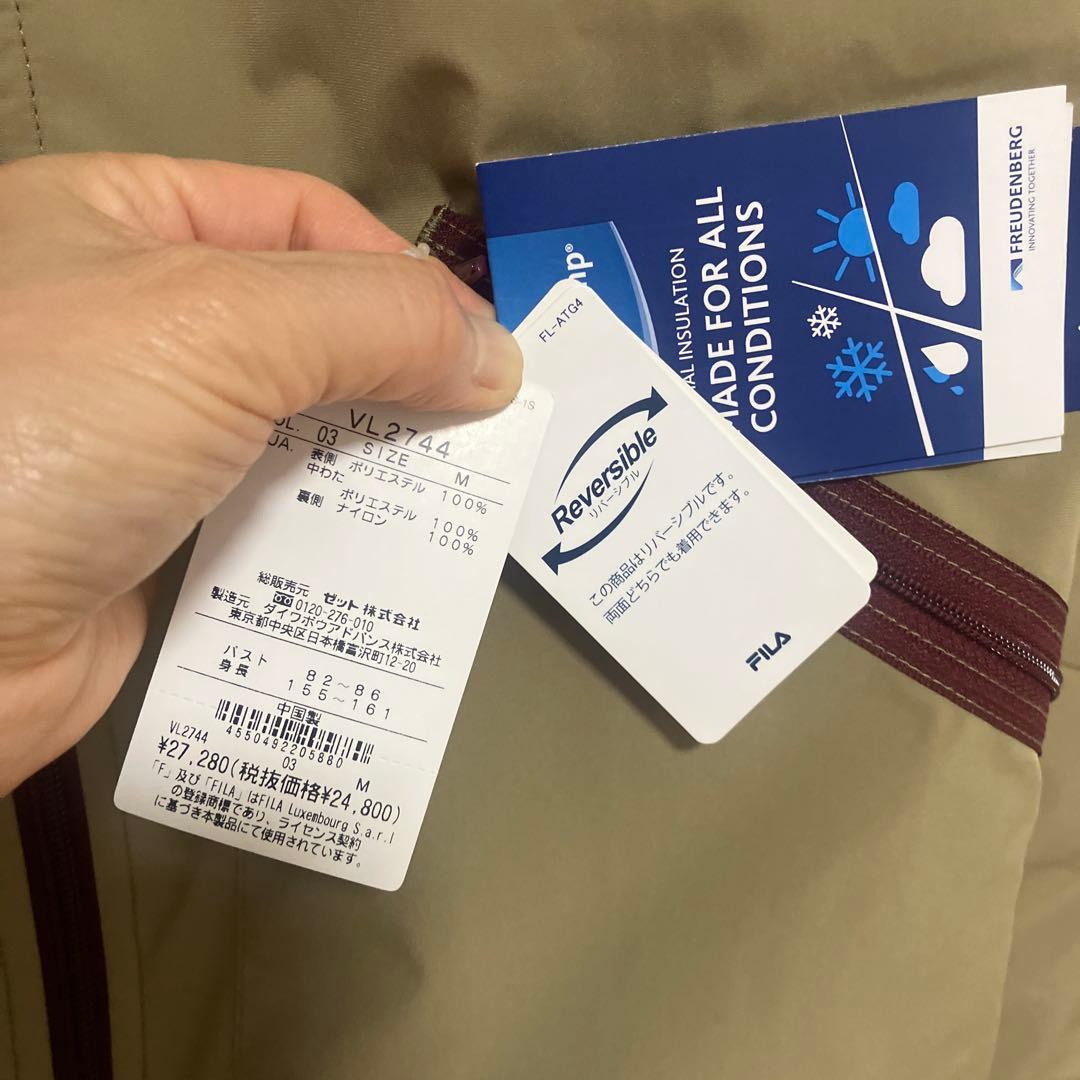 VL2744
03 SIZE M
表側 ポリエステル 100%
中わた
ポリエステル 100%
裏側 ナイロン 100%
総販売元 ゼット株式会社
0120-276-010
製造元 ダイワボウアドバンス株式会社
東京都中央区日本橋富沢町12-20
バスト 82~86
身長 155~161
中国製
4550492205880
VL2744 03 M
¥27,280(税抜価格¥24,800)
「F」及び「FILA」はFILA Luxembourg S.a.r.l
の登録商標であり、ライセンス契約
に基づき本製品にて使用されています。
FL-ATG4
Reversible
リバーシブル
この商品はリバーシブルです。
両面どちらでも着用できます。
FILA
INSULATION
MADE FOR ALL
CONDITIONS
FREUDENBERG
INNOVATING TOGETHER